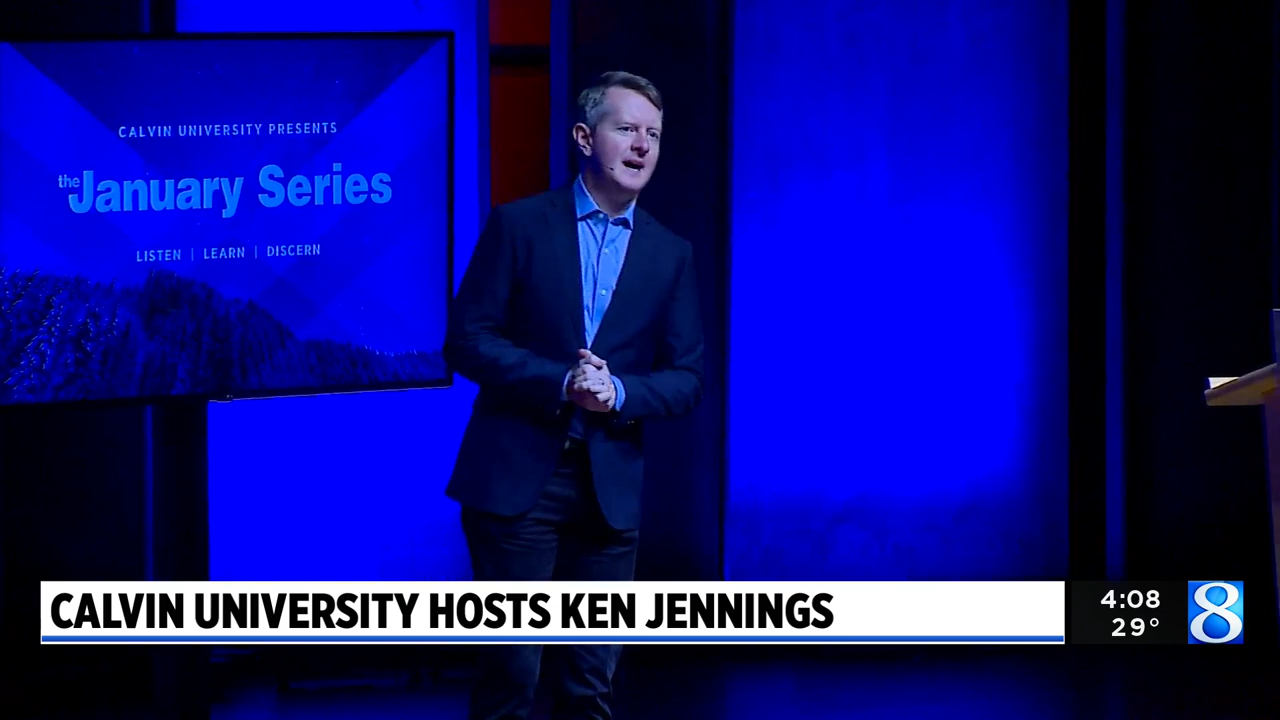 CALVIN UNIVERSITY PRESENTS
the January Series
LISTEN | LEARN | DISCERN
CALVIN UNIVERSITY HOSTS KEN JENNINGS
4:08
29°
8